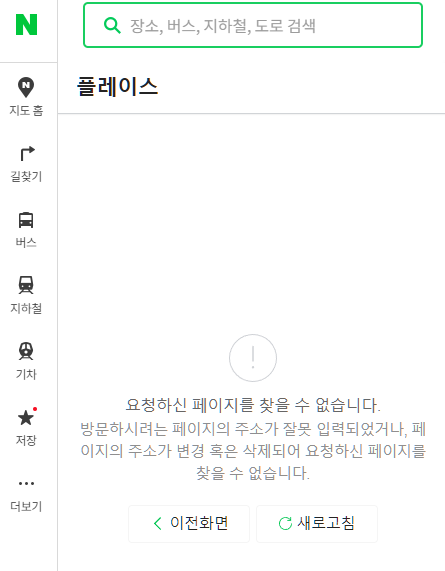 N
장소, 버스, 지하철, 도로 검색
플레이스
지도 홈
길찾기
버스
지하철
기차
저장
더보기
요청하신 페이지를 찾을 수 없습니다.
방문하시려는 페이지의 주소가 잘못 입력되었거나, 페
이지의 주소가 변경 혹은 삭제되어 요청하신 페이지를
찾을 수 없습니다.
이전화면
새로고침